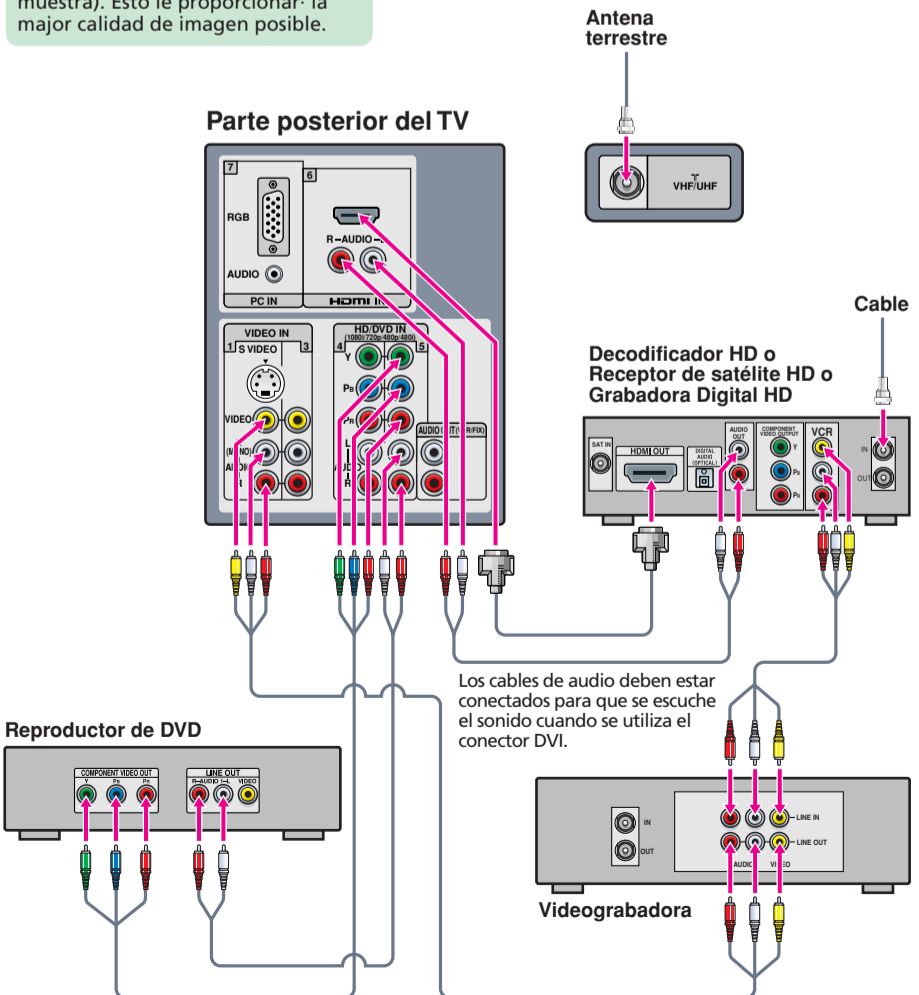 muestra). Esto le proporcionar· la
major calidad de imagen posible.
Antena
terrestre
VHF/UHF
Parte posterior del TV
7
6
RGB
R–AUDIO–L
AUDIO
PC IN
HDMI IN
VIDEO IN
1
S VIDEO
3
VIDEO
(MONO)
R
HD/DVD IN
(1080i/720p/480p/480i)
4
5
Y
PB
PR
L
R
AUDIO OUT(VAR/FIX)
Cable
Decodificador HD o
Receptor de satélite HD o
Grabadora Digital HD
SAT IN
HDMI OUT
DIGITAL
AUDIO
(OPTICAL)
AUDIO
OUT
COMPONENT
VIDEO OUTPUT
Y
PB
PR
VCR
IN
OUT
Los cables de audio deben estar
conectados para que se escuche
el sonido cuando se utiliza el
conector DVI.
Reproductor de DVD
COMPONENT VIDEO OUT
Y PB PR
LINE OUT
R–AUDIO 1–L VIDEO
IN
OUT
LINE IN
LINE OUT
AUDIO VIDEO
Videograbadora